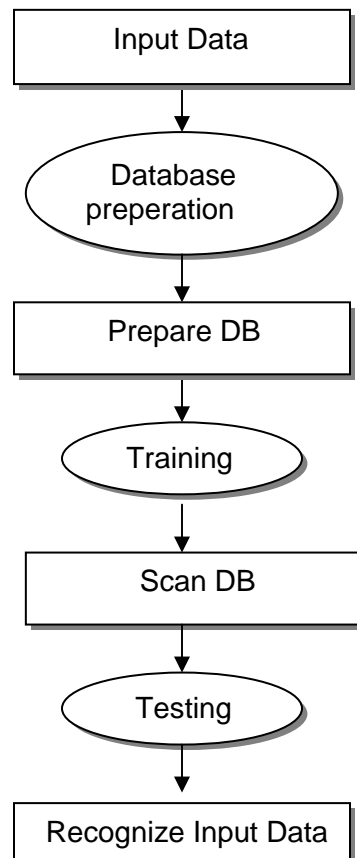 Input Data
Database
preperation
Prepare DB
Training
Scan DB
Testing
Recognize Input Data